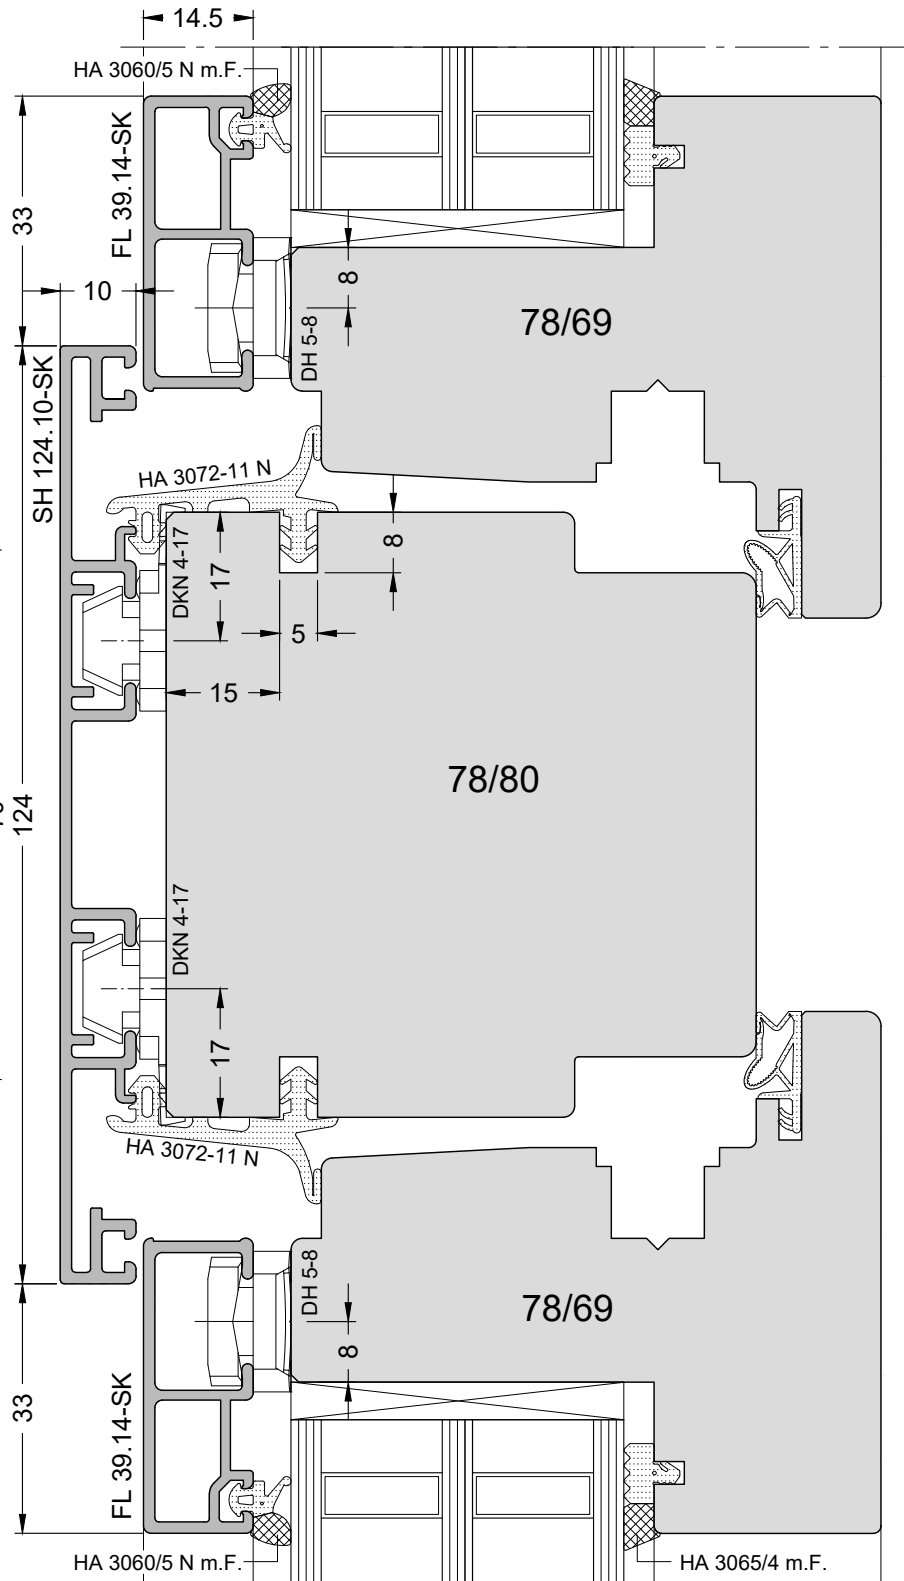 14.5
HA 3060/5 N m.F.
FL 39.14-SK
33
10
8
DH 5-8
78/69
SH 124.10-SK
HA 3072-11 N
DKN 4-17
17
8
5
15
78/80
124
DKN 4-17
17
HA 3072-11 N
DH 5-8
78/69
8
33
FL 39.14-SK
HA 3060/5 N m.F.
HA 3065/4 m.F.